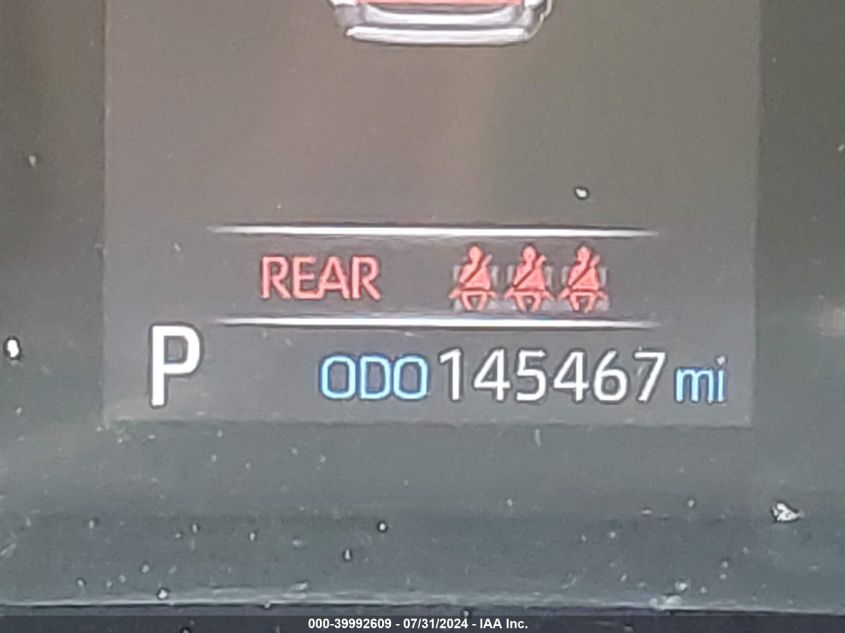 REAR
P ODO 145467 mi
000-39992609 - 07/31/2024 - IAA Inc.